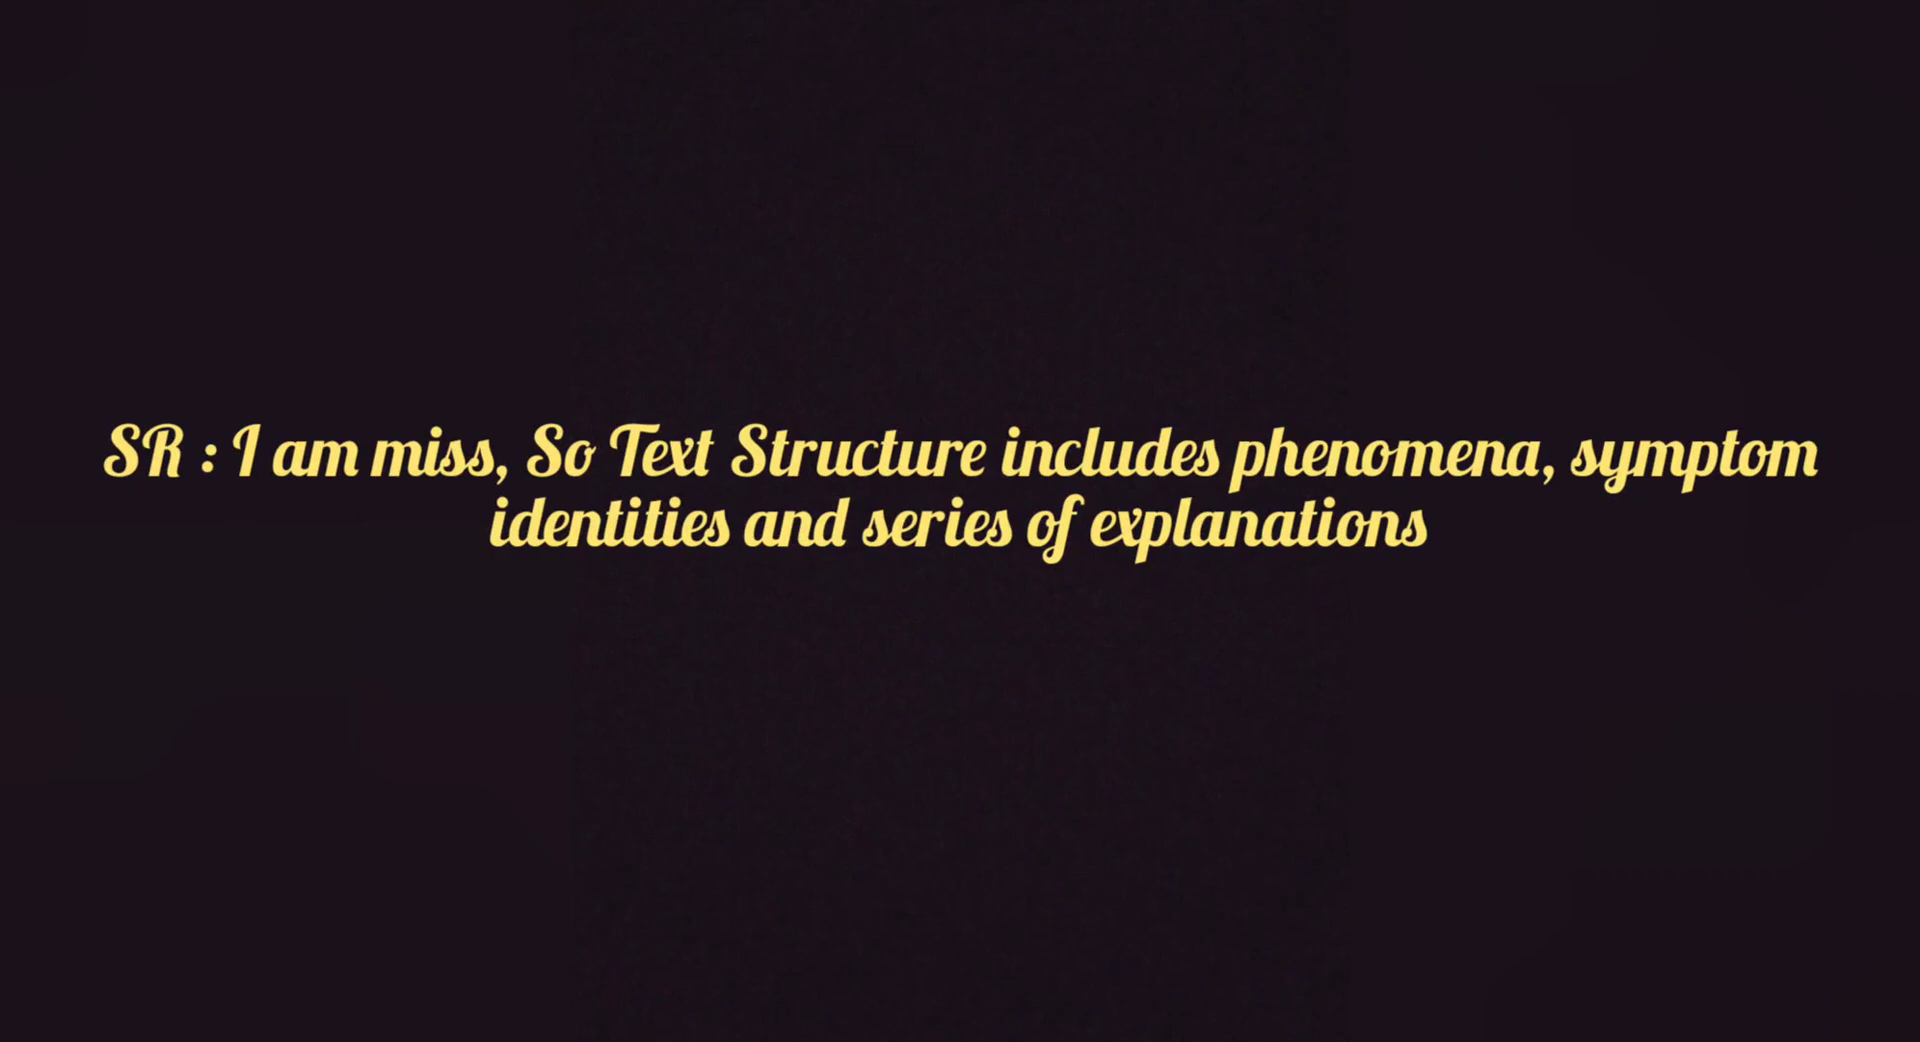 SR : I am miss, So Text Structure includes phenomena, symptom
identities and series of explanations